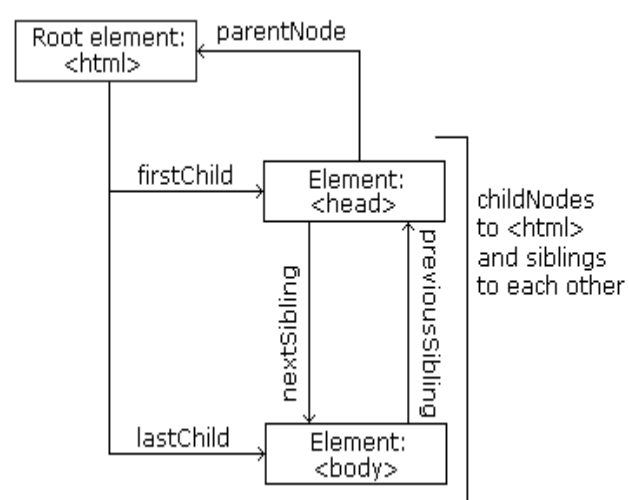 Root element:
<html>
parentNode
firstChild
Element:
<head>
childNodes
to <html>
and siblings
to each other
nextSibling
previousSibling
lastChild
Element:
<body>